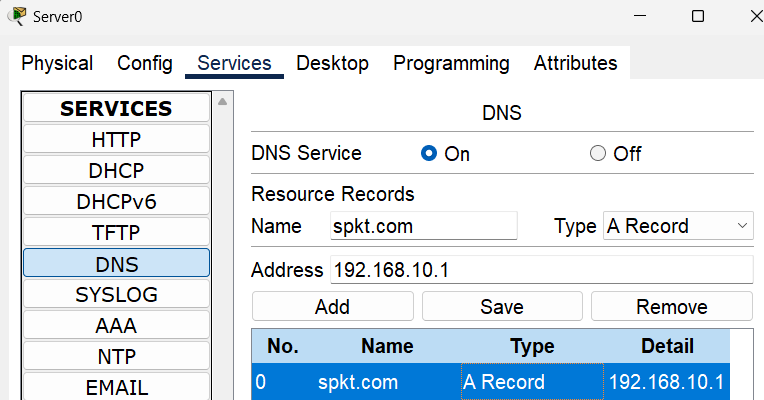 Server0
Physical Config Services Desktop Programming Attributes
SERVICES
HTTP
DHCP
DHCPv6
TFTP
DNS
SYSLOG
AAA
NTP
EMAIL
DNS
DNS Service On Off
Resource Records
Name spkt.com Type A Record
Address 192.168.10.1
Add Save Remove
No. Name Type Detail
0 spkt.com A Record 192.168.10.1